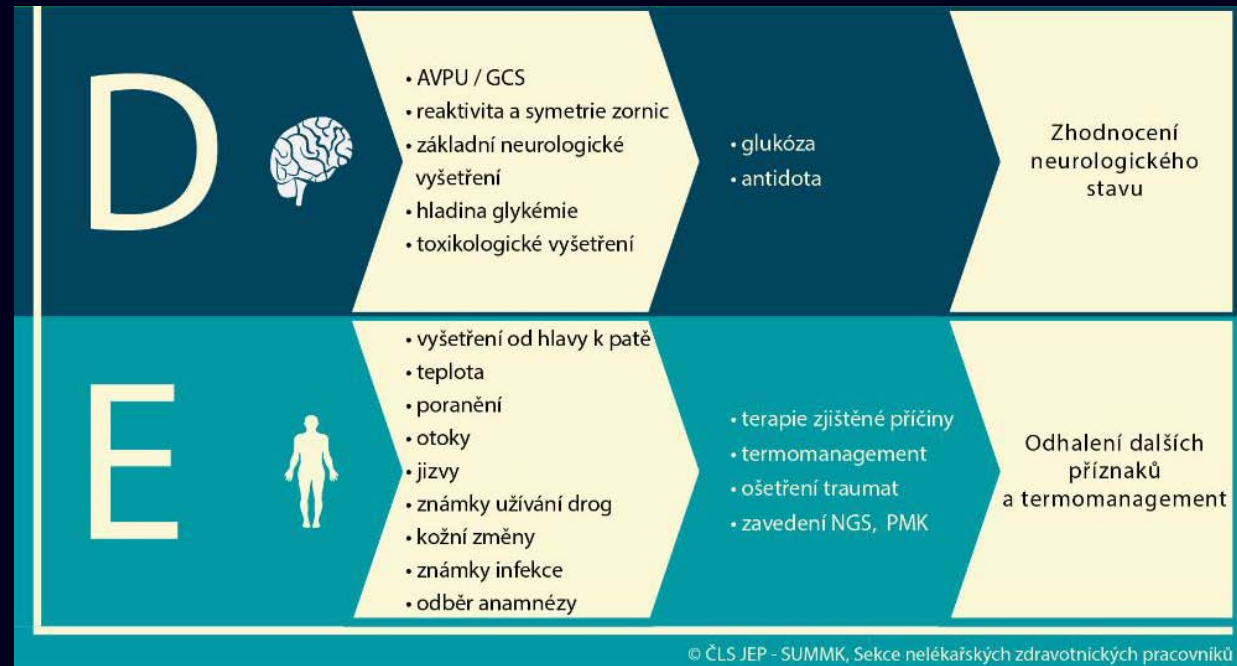 D
• AVPU / GCS
• reaktivita a symetrie zornic
• základní neurologické
vyšetření
• hladina glykémie
• toxikologické vyšetření
• glukóza
• antidota
Zhodnocení
neurologického
stavu
E
• vyšetření od hlavy k patě
• teplota
• poranění
• otoky
• jizvy
• známky užívání drog
• kožní změny
• známky infekce
• odběr anamnézy
• terapie zjištěné příčiny
• termomanagement
• ošetření traumat
• zavedení NGS, PMK
Odhalení dalších
příznaků
a termomanagement
© ČLS JEP - SUMMK, Sekce nelékařských zdravotnických pracovníků